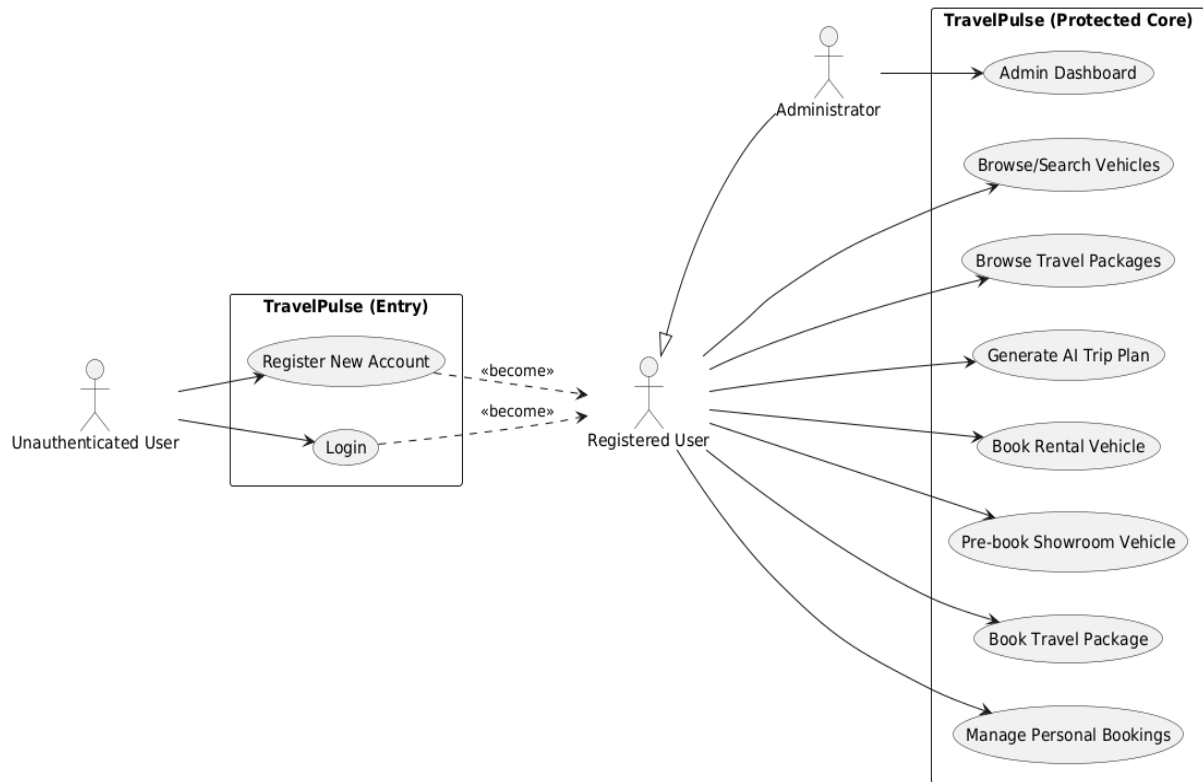 TravelPulse (Protected Core)
Admin Dashboard
Administrator
Browse/Search Vehicles
Browse Travel Packages
TravelPulse (Entry)
Register New Account
«become»
Generate AI Trip Plan
«become»
Unauthenticated User
Login
Registered User
Book Rental Vehicle
Pre-book Showroom Vehicle
Book Travel Package
Manage Personal Bookings